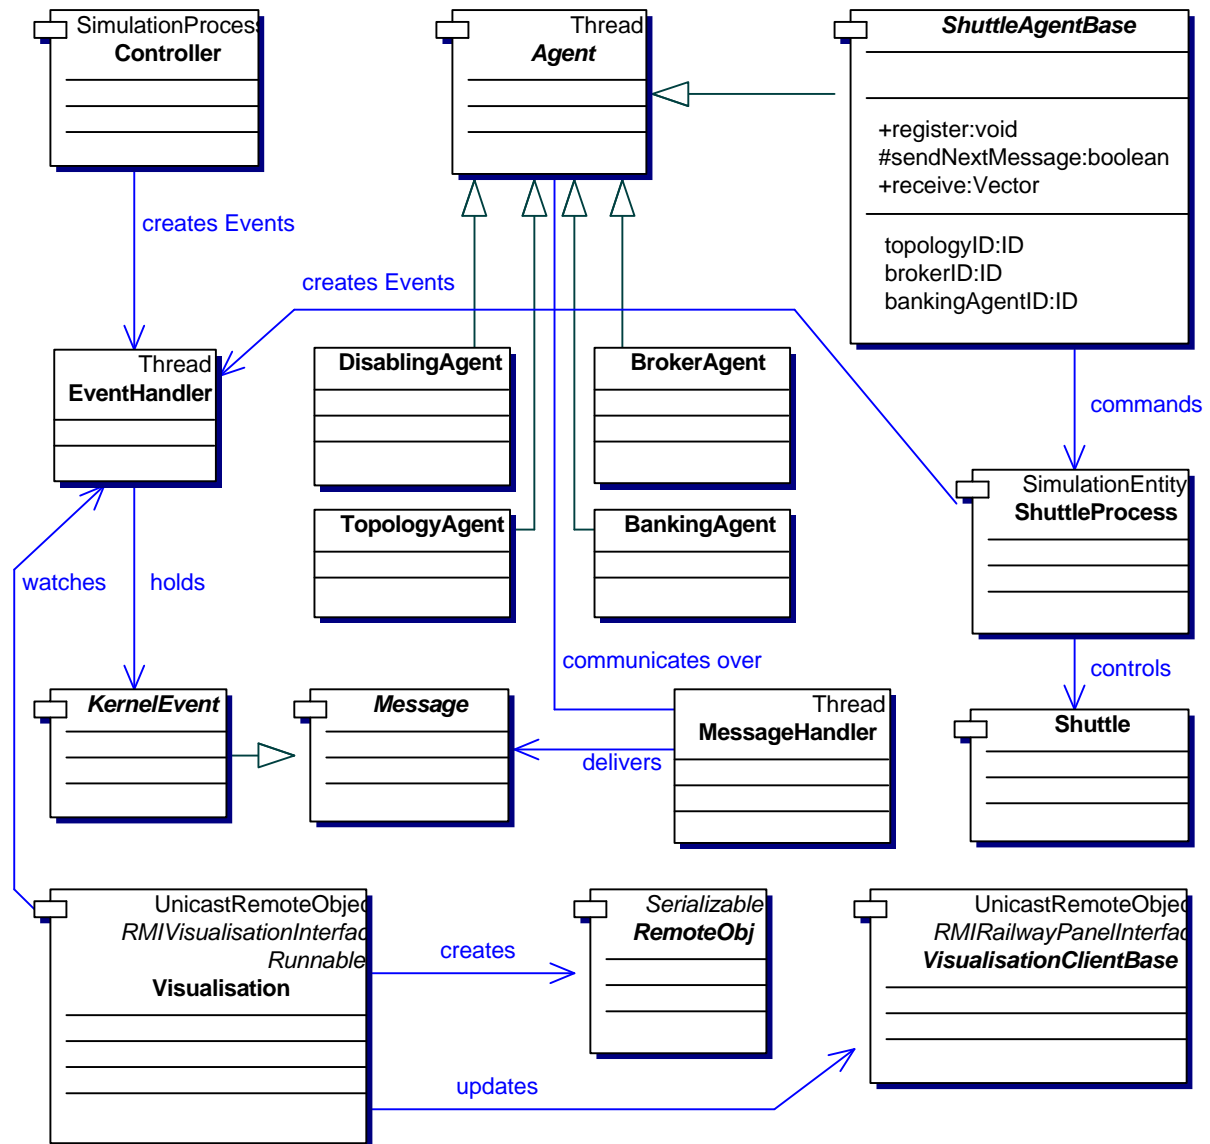 SimulationProcess
Controller
Thread
Agent
ShuttleAgentBase
+register:void
#sendNextMessage:boolean
+receive:Vector
topologyID:ID
brokerID:ID
bankingAgentID:ID
creates Events
creates Events
Thread
EventHandler
DisablingAgent
BrokerAgent
commands
TopologyAgent
BankingAgent
SimulationEntity
ShuttleProcess
watches
holds
communicates over
controls
KernelEvent
Message
Thread
MessageHandler
Shuttle
delivers
UnicastRemoteObjec
RMIVisualisationInterfac
Runnable
Visualisation
creates
Serializable
RemoteObj
UnicastRemoteObjec
RMIRailwayPanelInterfac
VisualisationClientBase
updates